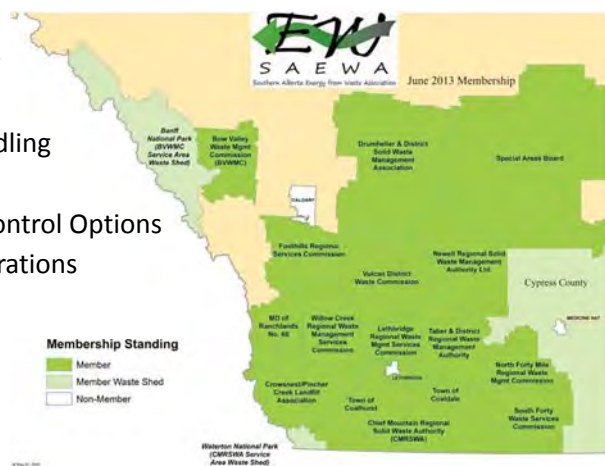 EW
SAEWA
Southern Alberta Energy from Waste Association
June 2013 Membership
dling
ontrol Options
rations
Banff
National Park
(BVWMC
Service Area
Waste Shed)
Bow Valley
Waste Mgmt
Commission
(BVWMC)
Drumheller & District
Solid Waste
Management
Association
Special Areas Board
CALGARY
Foothills Regional
Services Commission
Vulcan District
Waste Commission
Newell Regional Solid
Waste Management
Authority Ltd.
Cypress County
MEDICINE HAT
MD of
Ranchlands
No. 66
Willow Creek
Regional Waste
Management
Services
Commission
Lethbridge
Regional Waste
Mgmt Services
Commission
Taber & District
Regional Waste
Management
Authority
North Forty Mile
Regional Waste
Mgmt Commission
LETHBRIDGE
Crowsnest/Pincher
Creek Landfill
Association
Town of
Coalhurst
Town of
Coaldale
South Forty
Waste Services
Commission
Chief Mountain Regional
Solid Waste Authority
(CMRSWA)
Waterton National Park
(CMRSWA Service
Area Waste Shed)
Membership Standing
Member
Member Waste Shed
Non-Member